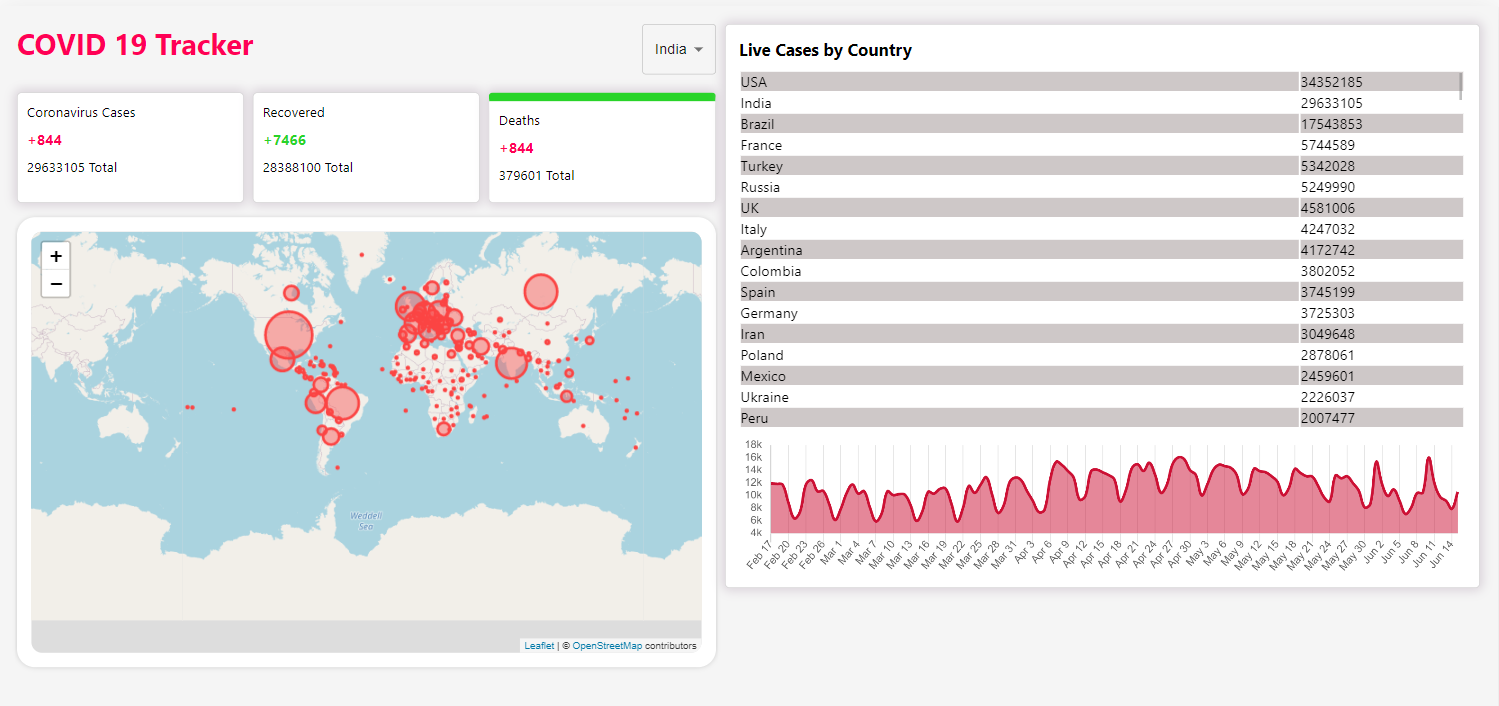 COVID 19 Tracker
India
Coronavirus Cases
+844
29633105 Total
Recovered
+7466
28388100 Total
Deaths
+844
379601 Total
+
−
Weddell
Sea
Leaflet | © OpenStreetMap contributors
Live Cases by Country
USA 34352185
India 29633105
Brazil 17543853
France 5744589
Turkey 5342028
Russia 5249990
UK 4581006
Italy 4247032
Argentina 4172742
Colombia 3802052
Spain 3745199
Germany 3725303
Iran 3049648
Poland 2878061
Mexico 2459601
Ukraine 2226037
Peru 2007477
18k
16k
14k
12k
10k
8k
6k
4k
Feb 17 Feb 20 Feb 23 Feb 26 Mar 1 Mar 4 Mar 7 Mar 10 Mar 13 Mar 16 Mar 19 Mar 22 Mar 25 Mar 28 Mar 31 Apr 3 Apr 6 Apr 9 Apr 12 Apr 15 Apr 18 Apr 21 Apr 24 Apr 27 Apr 30 May 3 May 6 May 9 May 12 May 15 May 18 May 21 May 24 May 27 May 30 Jun 2 Jun 5 Jun 8 Jun 11 Jun 14